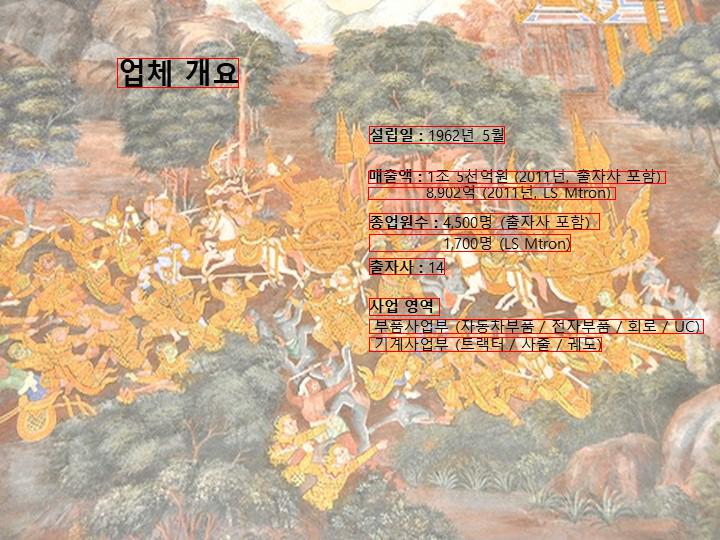 업체 개요
설립일 : 1962년 5월
매출액 : 1조 5천억원 (2011년, 출자사 포함)
8,902억 (2011년, LS Mtron)
종업원수 : 4,500명 (출자사 포함)
1,700명 (LS Mtron)
출자사 : 14
사업 영역
부품사업부 (자동차부품 / 전자부품 / 회로 / UC)
기계사업부 (트랙터 / 사출 / 궤도)